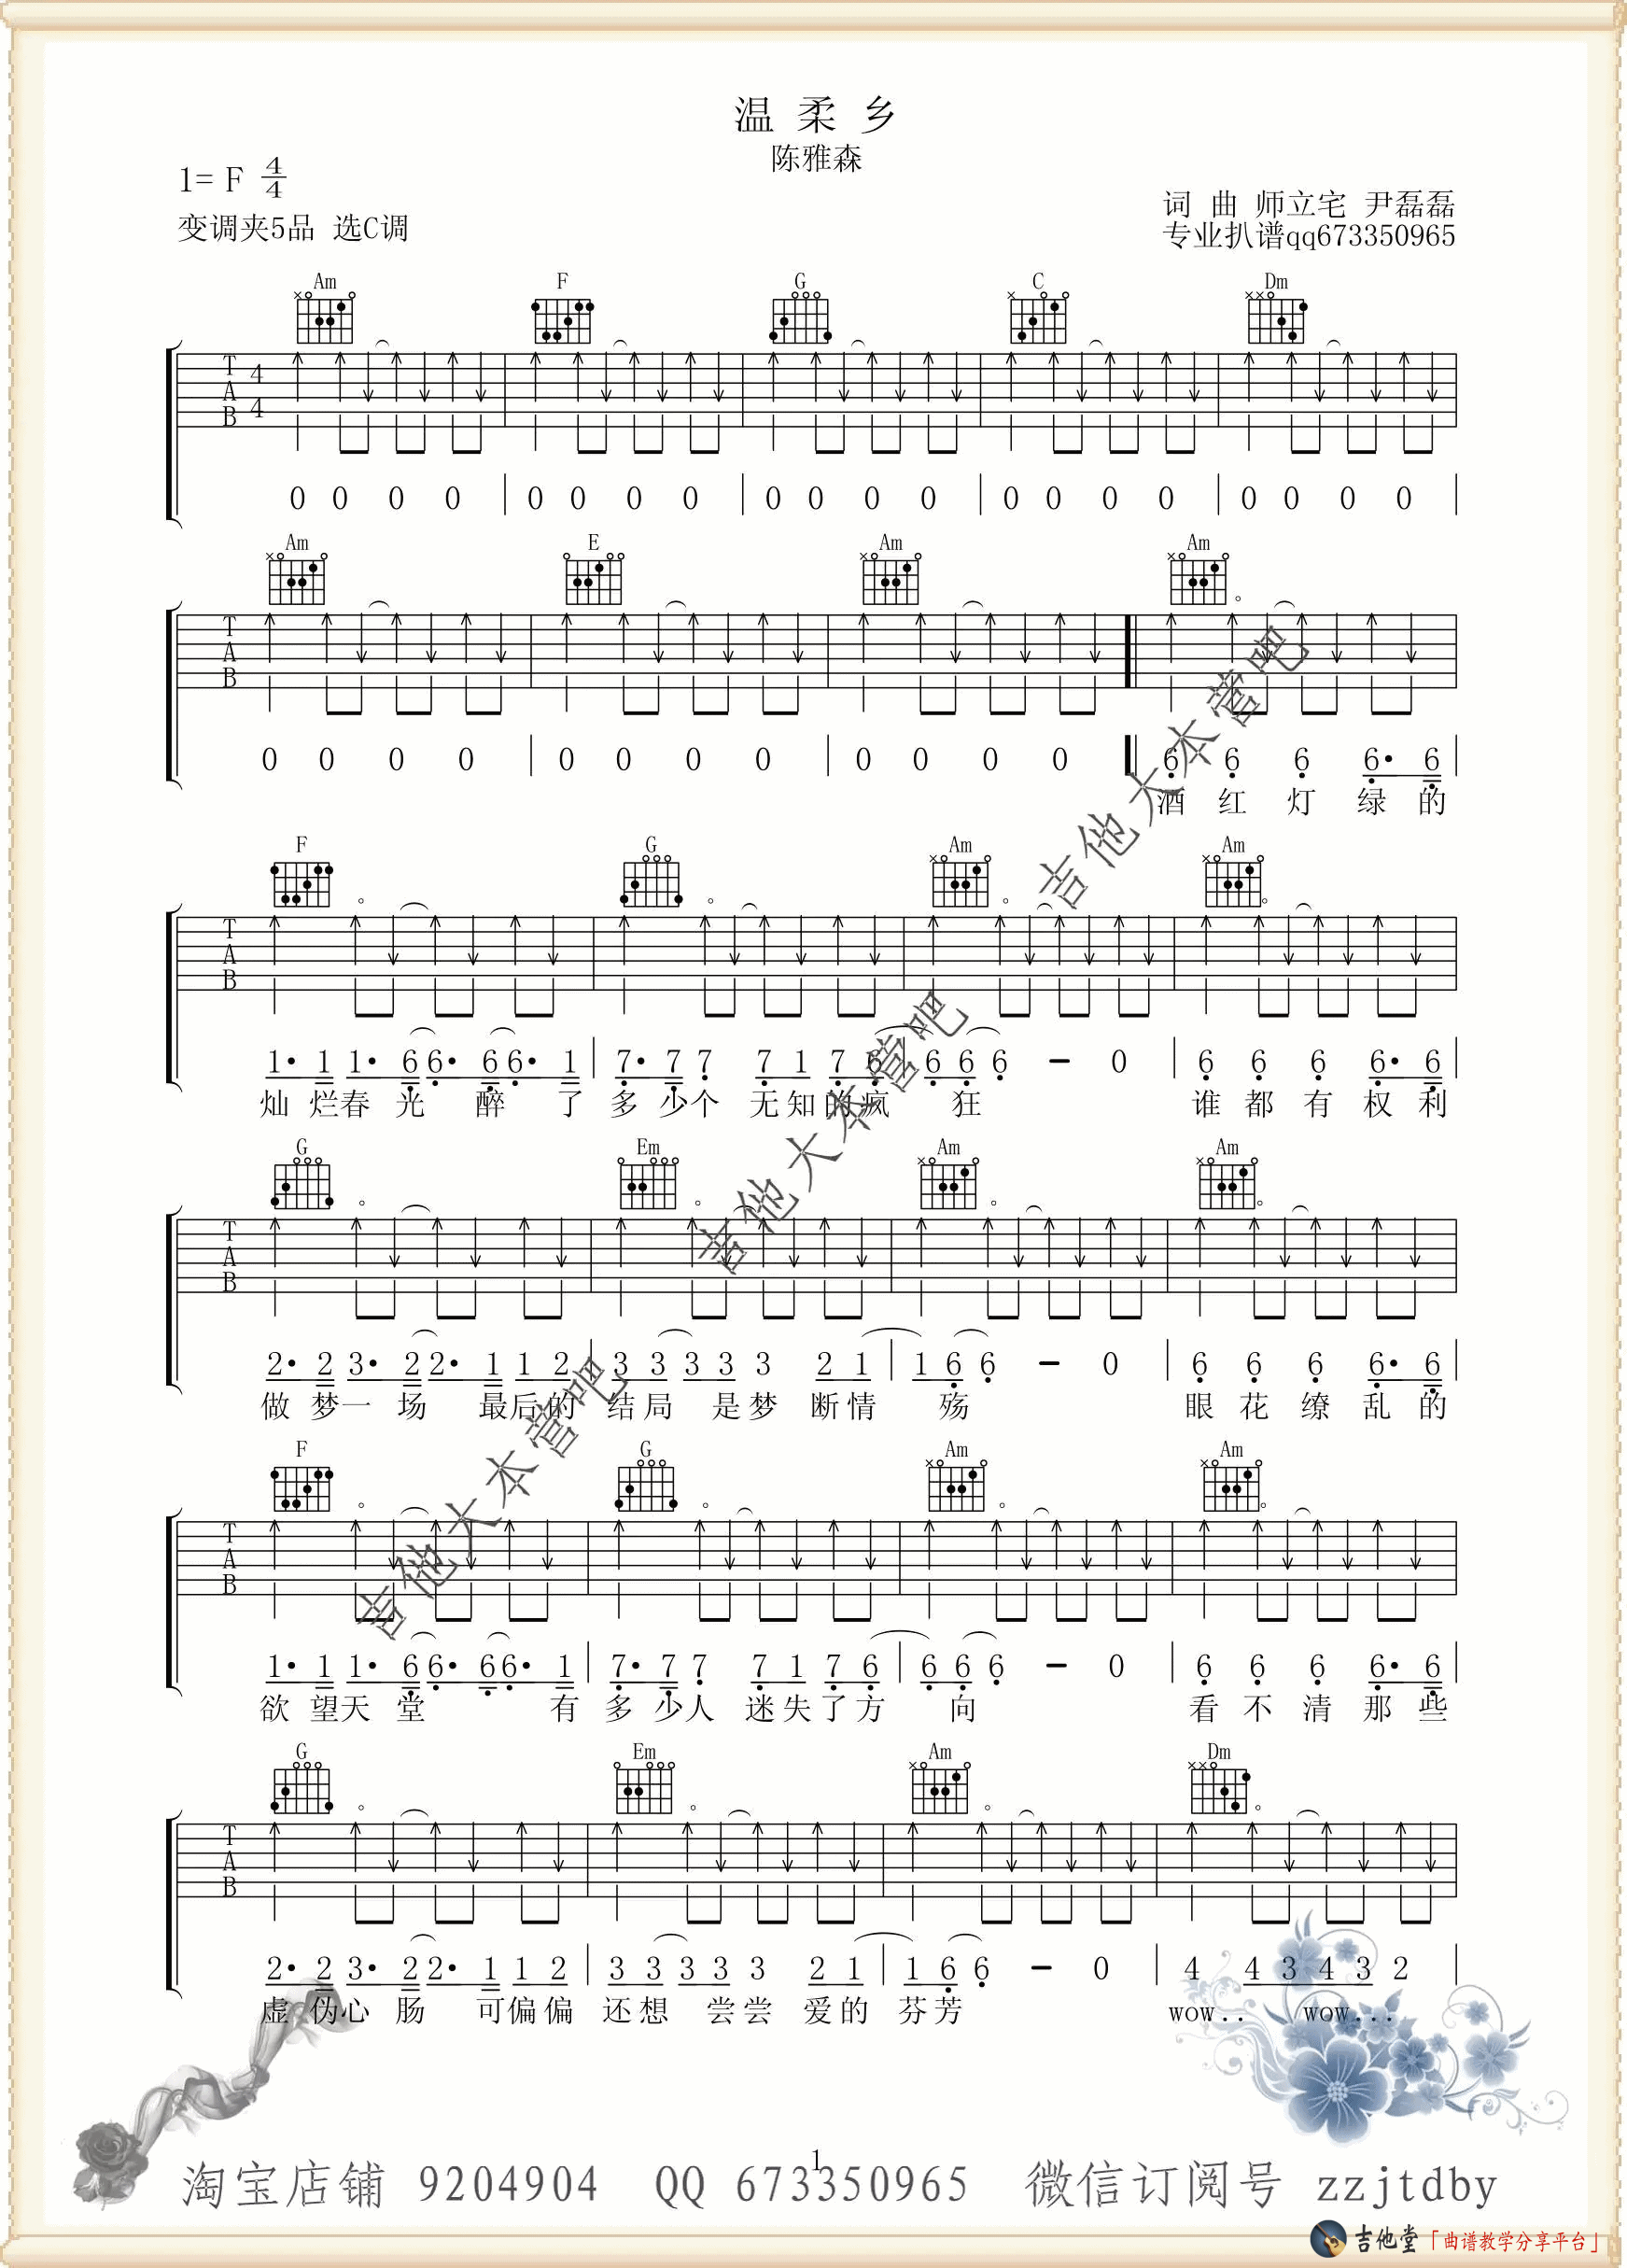 温柔乡
陈雅森
1= F 4/4
变调夹5品 选C调
词 曲 师立宅 尹磊磊
专业扒谱qq673350965
Am F G C Dm
T A B 4/4
0 0 0 0 | 0 0 0 0 | 0 0 0 0 | 0 0 0 0 | 0 0 0 0 |
Am E Am Am
T A B
0 0 0 0 | 0 0 0 0 | 0 0 0 0 | 6 6 6 6· 6 |
酒 红 灯 绿 的
F G Am Am
T A B
1· 1 1· 6 6· 6 6· 1 | 7· 7 7 7 1 7 6 | 6 6 6 - 0 | 6 6 6 6· 6 |
灿 烂 春 光 醉 了 多 少 个 无 知 的 疯 狂 谁 都 有 权 利
G Em Am Am
T A B
2· 2 3· 2 2· 1 1 2 | 3 3 3 3 3 2 1 | 1 6 6 - 0 | 6 6 6 6· 6 |
做 梦 一 场 最 后 的 结 局 是 梦 断 情 殇 眼 花 缭 乱 的
F G Am Am
T A B
1· 1 1· 6 6· 6 6· 1 | 7· 7 7 7 1 7 6 | 6 6 6 - 0 | 6 6 6 6· 6 |
欲 望 天 堂 有 多 少 人 迷 失 了 方 向 看 不 清 那 些
G Em Am Dm
T A B
2· 2 3· 2 2· 1 1 2 | 3 3 3 3 3 2 1 | 1 6 6 - 0 | 4 4 3 4 3 2 |
虚 伪 心 肠 可 偏 偏 还 想 尝 尝 爱 的 芬 芳 wow.. wow...
吉他大本营吧
吉他大本营吧
吉他大本营吧
1
淘宝店铺 9204904 QQ 673350965 微信订阅号 zzjtdby
吉他堂「曲谱教学分享平台」